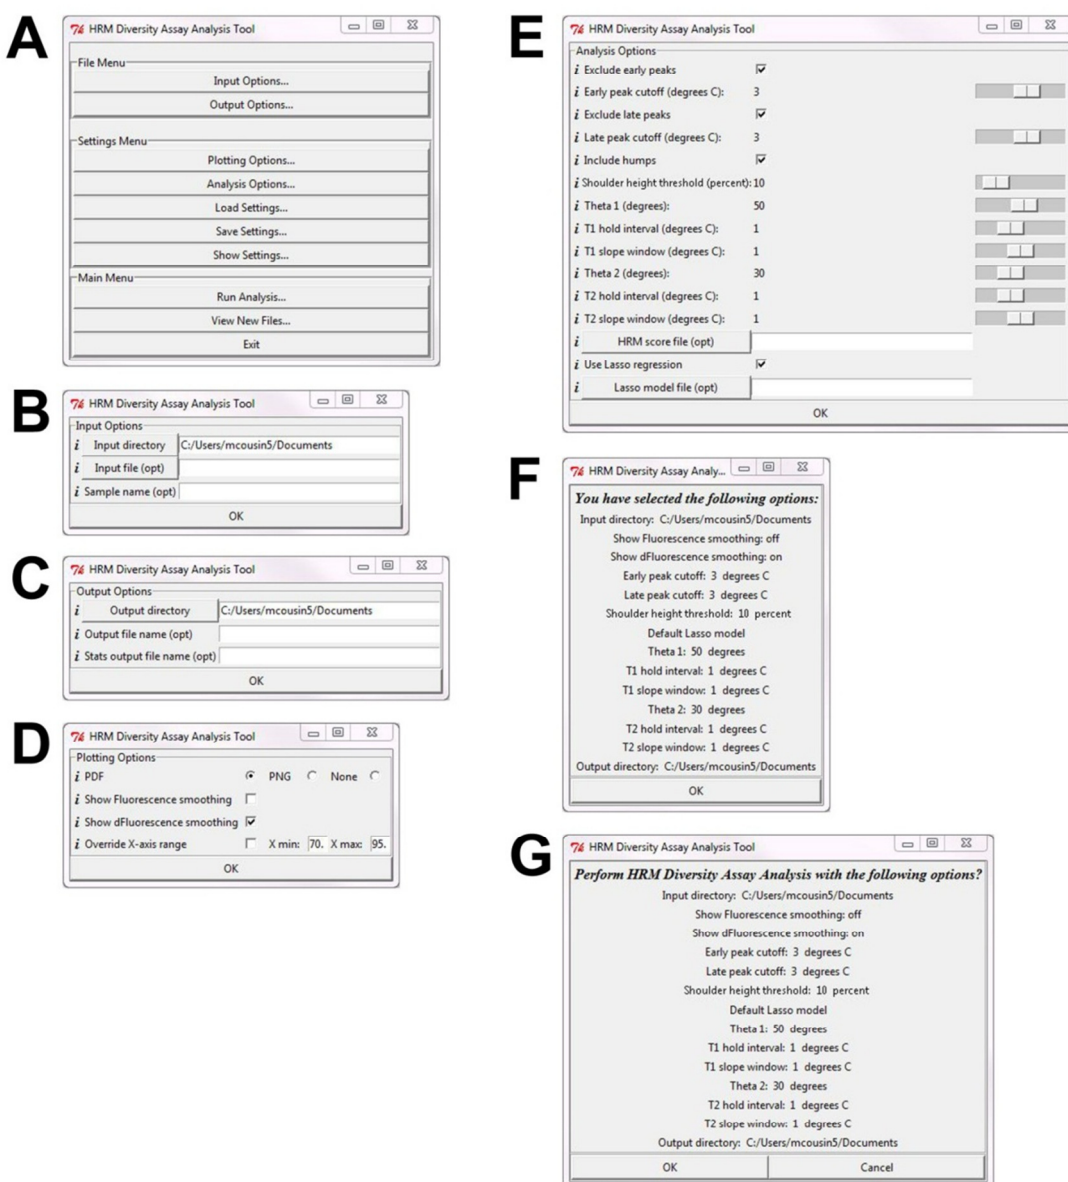 A
HRM Diversity Assay Analysis Tool
File Menu
Input Options...
Output Options...
Settings Menu
Plotting Options...
Analysis Options...
Load Settings...
Save Settings...
Show Settings...
Main Menu
Run Analysis...
View New Files...
Exit
B
HRM Diversity Assay Analysis Tool
Input Options
i Input directory C:/Users/mcousin5/Documents
i Input file (opt)
i Sample name (opt)
OK
C
HRM Diversity Assay Analysis Tool
Output Options
i Output directory C:/Users/mcousin5/Documents
i Output file name (opt)
i Stats output file name (opt)
OK
D
HRM Diversity Assay Analysis Tool
Plotting Options
i PDF PNG None
i Show Fluorescence smoothing
i Show dFluorescence smoothing
i Override X-axis range X min: 70. X max: 95.
OK
E
HRM Diversity Assay Analysis Tool
Analysis Options
i Exclude early peaks
i Early peak cutoff (degrees C): 3
i Exclude late peaks
i Late peak cutoff (degrees C): 3
i Include humps
i Shoulder height threshold (percent): 10
i Theta 1 (degrees): 50
i T1 hold interval (degrees C): 1
i T1 slope window (degrees C): 1
i Theta 2 (degrees): 30
i T2 hold interval (degrees C): 1
i T2 slope window (degrees C): 1
i HRM score file (opt)
i Use Lasso regression
i Lasso model file (opt)
OK
F
HRM Diversity Assay Analy...
You have selected the following options:
Input directory: C:/Users/mcousin5/Documents
Show Fluorescence smoothing: off
Show dFluorescence smoothing: on
Early peak cutoff: 3 degrees C
Late peak cutoff: 3 degrees C
Shoulder height threshold: 10 percent
Default Lasso model
Theta 1: 50 degrees
T1 hold interval: 1 degrees C
T1 slope window: 1 degrees C
Theta 2: 30 degrees
T2 hold interval: 1 degrees C
T2 slope window: 1 degrees C
Output directory: C:/Users/mcousin5/Documents
OK
G
HRM Diversity Assay Analysis Tool
Perform HRM Diversity Assay Analysis with the following options?
Input directory: C:/Users/mcousin5/Documents
Show Fluorescence smoothing: off
Show dFluorescence smoothing: on
Early peak cutoff: 3 degrees C
Late peak cutoff: 3 degrees C
Shoulder height threshold: 10 percent
Default Lasso model
Theta 1: 50 degrees
T1 hold interval: 1 degrees C
T1 slope window: 1 degrees C
Theta 2: 30 degrees
T2 hold interval: 1 degrees C
T2 slope window: 1 degrees C
Output directory: C:/Users/mcousin5/Documents
OK Cancel